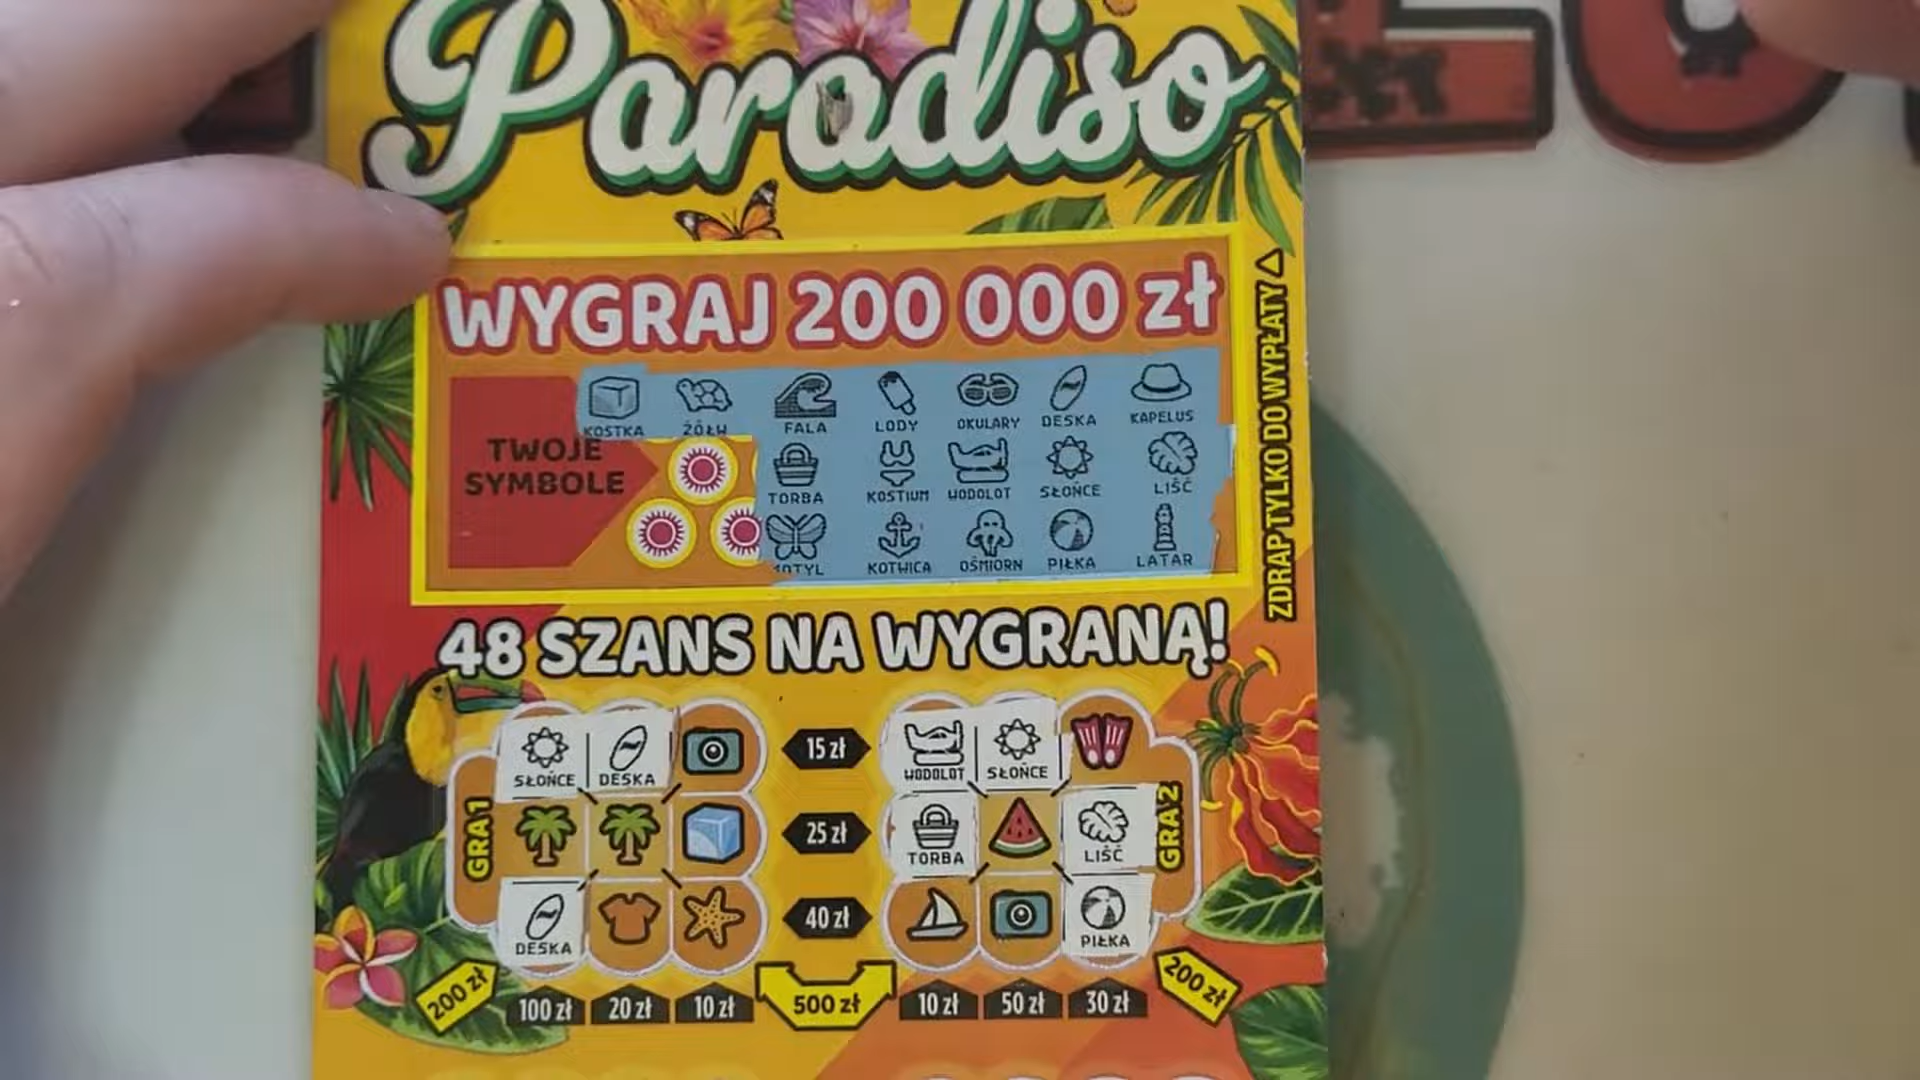 Paradiso
WYGRAJ 200 000 zł
ZDRAP TYLKO DO WYPŁATY
TWOJE
SYMBOLE
KOSTKA ŻÓŁW FALA LODY OKULARY DESKA KAPELUS
TORBA KOSTIUM WODOLOT SŁOŃCE LIŚĆ
KOTWICA OŚMIORN PIŁKA LATAR
48 SZANS NA WYGRANĄ!
GRA 1
SŁOŃCE DESKA
DESKA
15 zł
25 zł
40 zł
WODOLOT SŁOŃCE
TORBA LIŚĆ
PIŁKA
GRA 2
200 zł 100 zł 20 zł 10 zł 500 zł 10 zł 50 zł 30 zł 200 zł